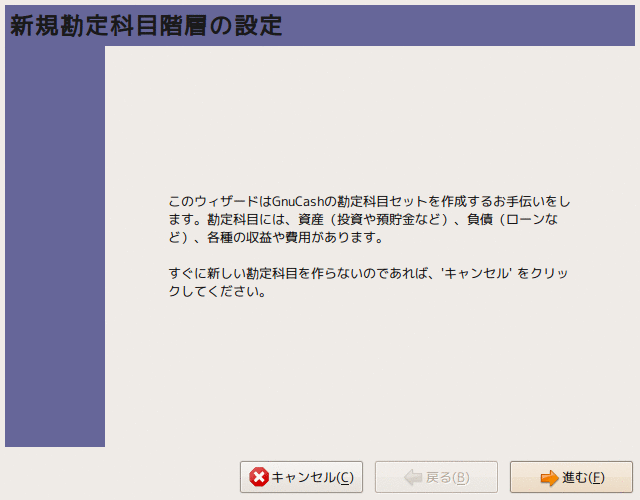 新規勘定科目階層の設定
このウィザードはGnuCashの勘定科目セットを作成するお手伝いをし
ます。勘定科目には、資産（投資や預貯金など）、負債（ローンな
ど）、各種の収益や費用があります。
すぐに新しい勘定科目を作らないのであれば、'キャンセル' をクリッ
クしてください。
キャンセル(C) 戻る(B) 進む(F)